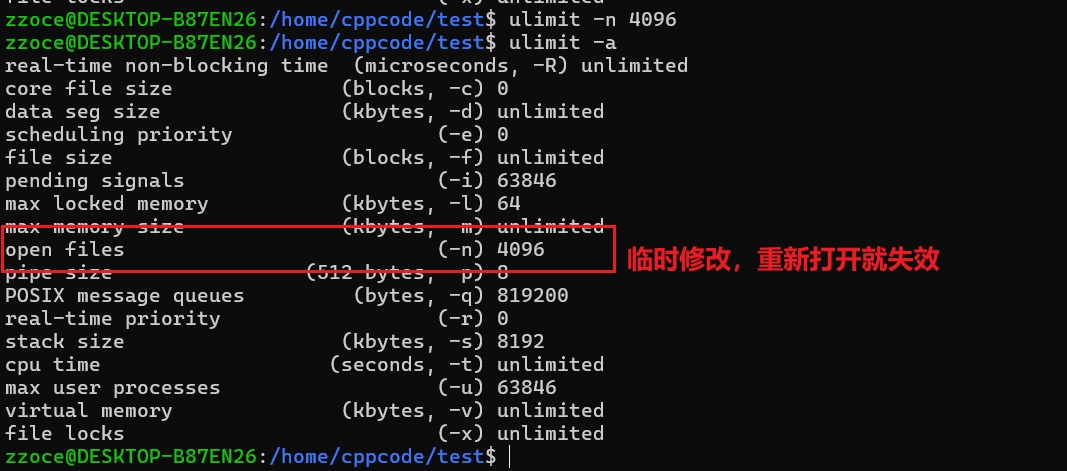 file locks (-x) unlimited
zzoce@DESKTOP-B87EN26:/home/cppcode/test$ ulimit -n 4096
zzoce@DESKTOP-B87EN26:/home/cppcode/test$ ulimit -a
real-time non-blocking time  (microseconds, -R) unlimited
core file size              (blocks, -c) 0
data seg size               (kbytes, -d) unlimited
scheduling priority                 (-e) 0
file size                   (blocks, -f) unlimited
pending signals                     (-i) 63846
max locked memory           (kbytes, -l) 64
max memory size             (kbytes, -m) unlimited
open files                          (-n) 4096
临时修改，重新打开就失效
pipe size                (512 bytes, -p) 8
POSIX message queues         (bytes, -q) 819200
real-time priority                  (-r) 0
stack size                  (kbytes, -s) 8192
cpu time                   (seconds, -t) unlimited
max user processes                  (-u) 63846
virtual memory              (kbytes, -v) unlimited
file locks                          (-x) unlimited
zzoce@DESKTOP-B87EN26:/home/cppcode/test$